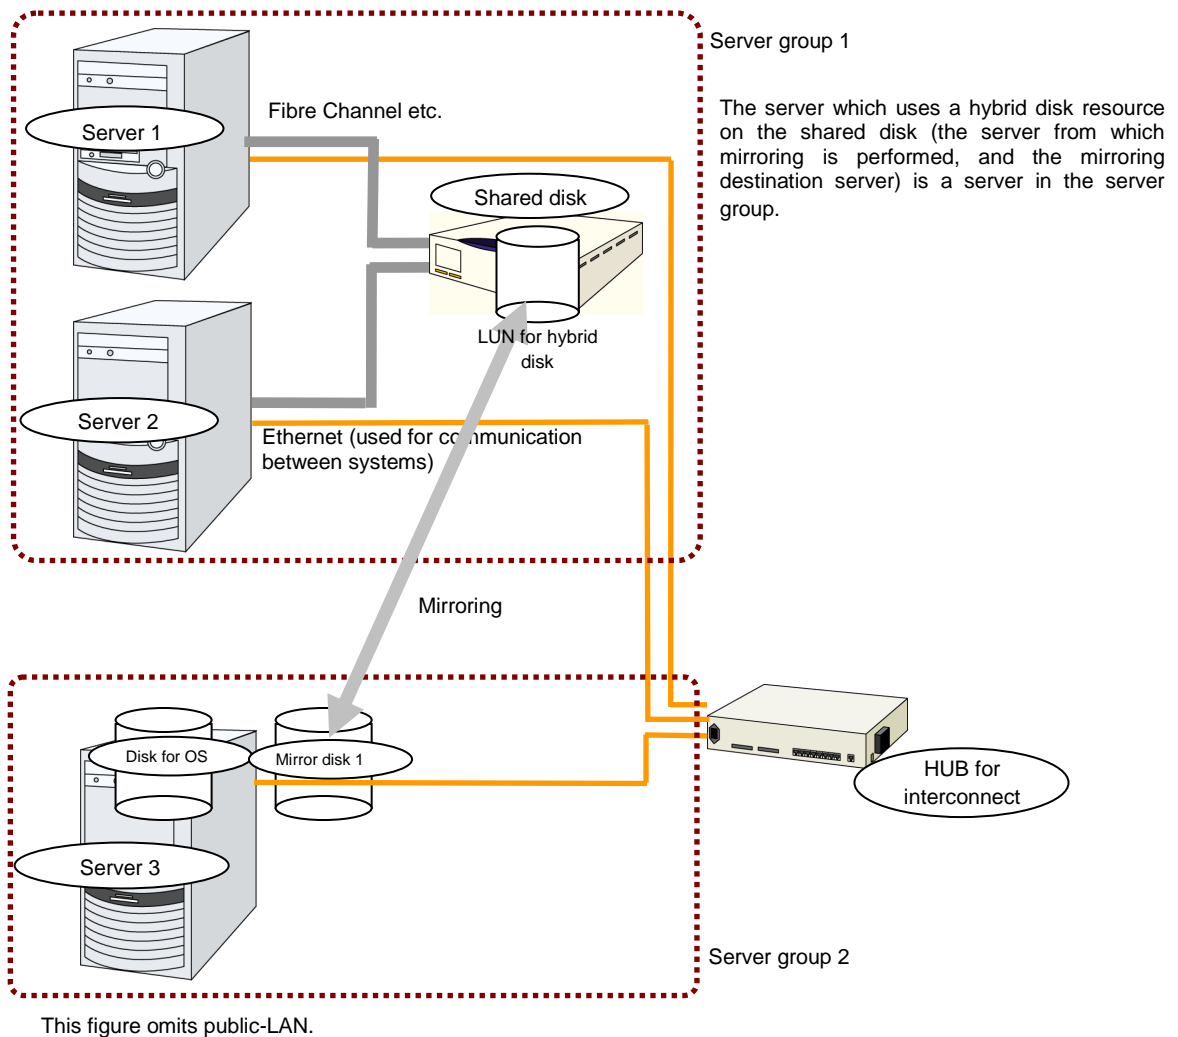 Server group 1
The server which uses a hybrid disk resource
on the shared disk (the server from which
mirroring is performed, and the mirroring
destination server) is a server in the server
group.
Fibre Channel etc.
Server 1
Shared disk
LUN for hybrid
disk
Server 2
Ethernet (used for communication
between systems)
Mirroring
Disk for OS
Mirror disk 1
HUB for
interconnect
Server 3
Server group 2
This figure omits public-LAN.